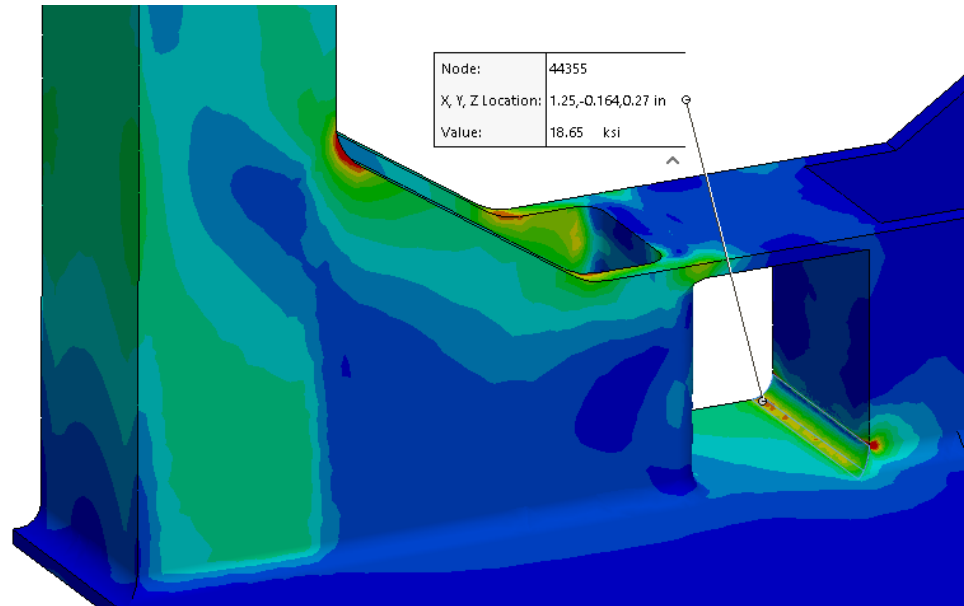 Node: 44355
X, Y, Z Location: 1.25,-0.164,0.27 in
Value: 18.65 ksi